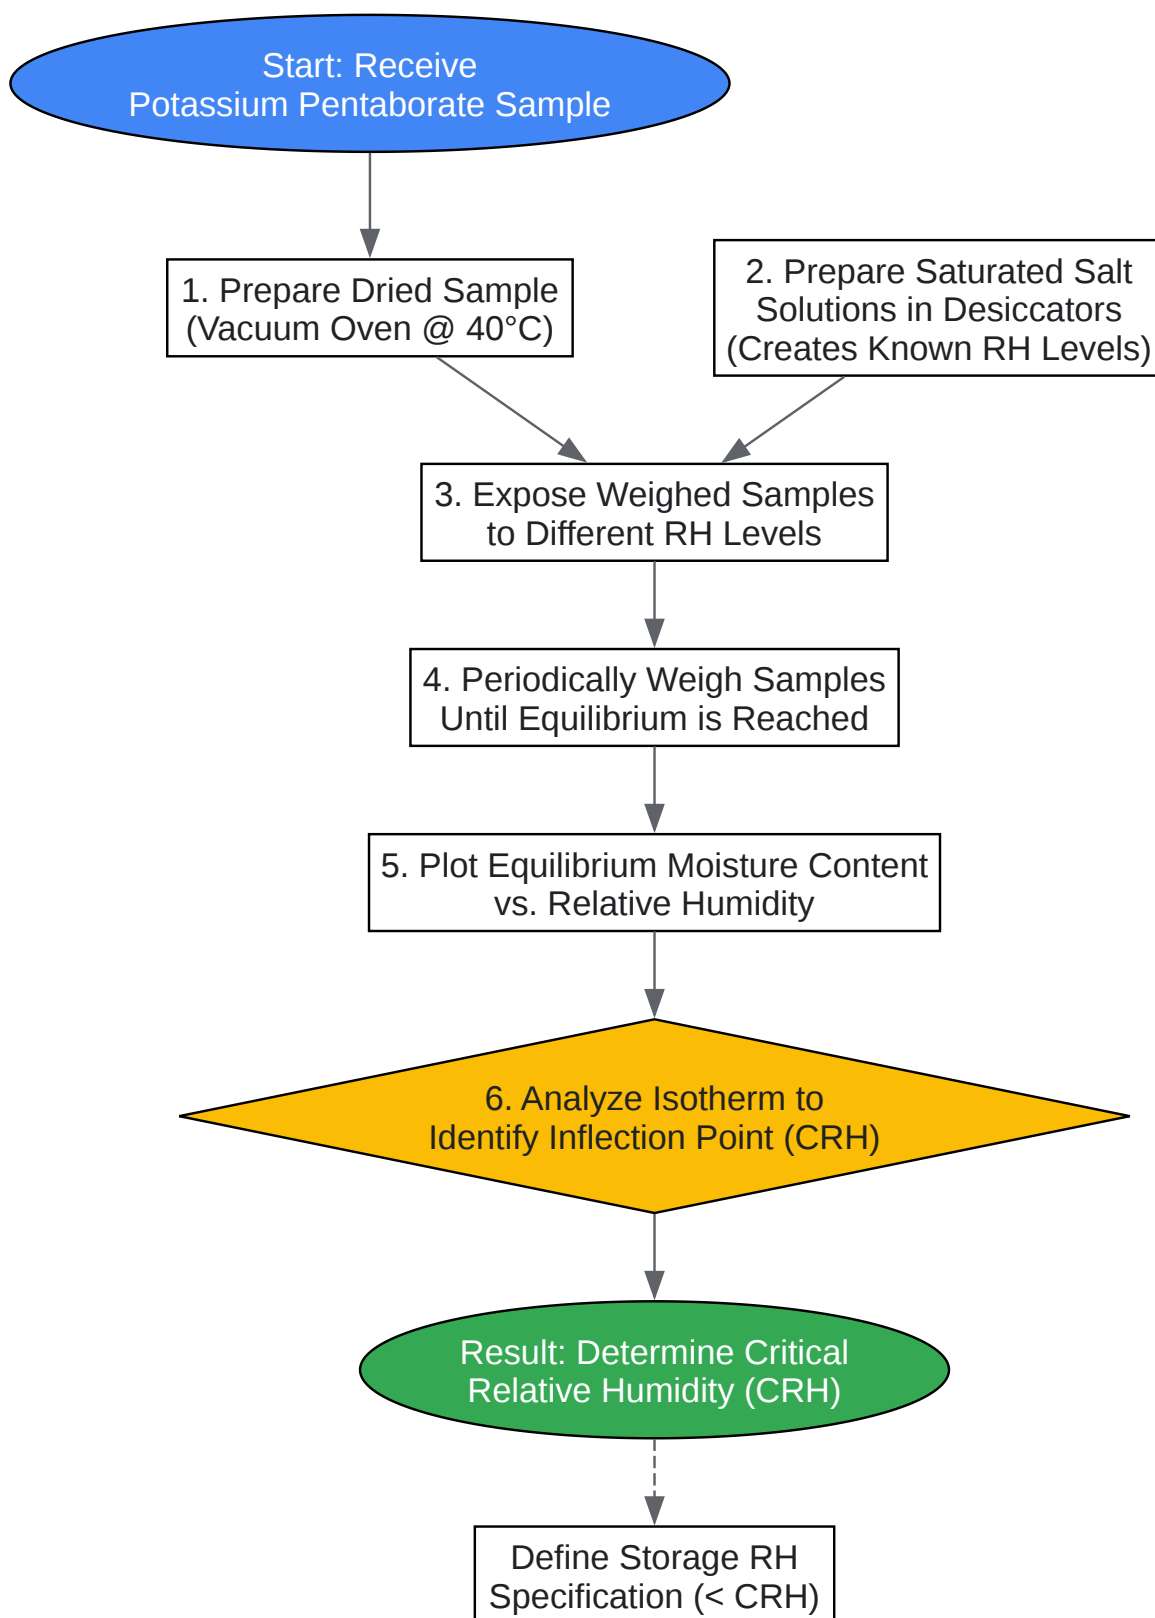 Start: Receive
Potassium Pentaborate Sample
1. Prepare Dried Sample
(Vacuum Oven @ 40°C)
2. Prepare Saturated Salt
Solutions in Desiccators
(Creates Known RH Levels)
3. Expose Weighed Samples
to Different RH Levels
4. Periodically Weigh Samples
Until Equilibrium is Reached
5. Plot Equilibrium Moisture Content
vs. Relative Humidity
6. Analyze Isotherm to
Identify Inflection Point (CRH)
Result: Determine Critical
Relative Humidity (CRH)
Define Storage RH
Specification (< CRH)